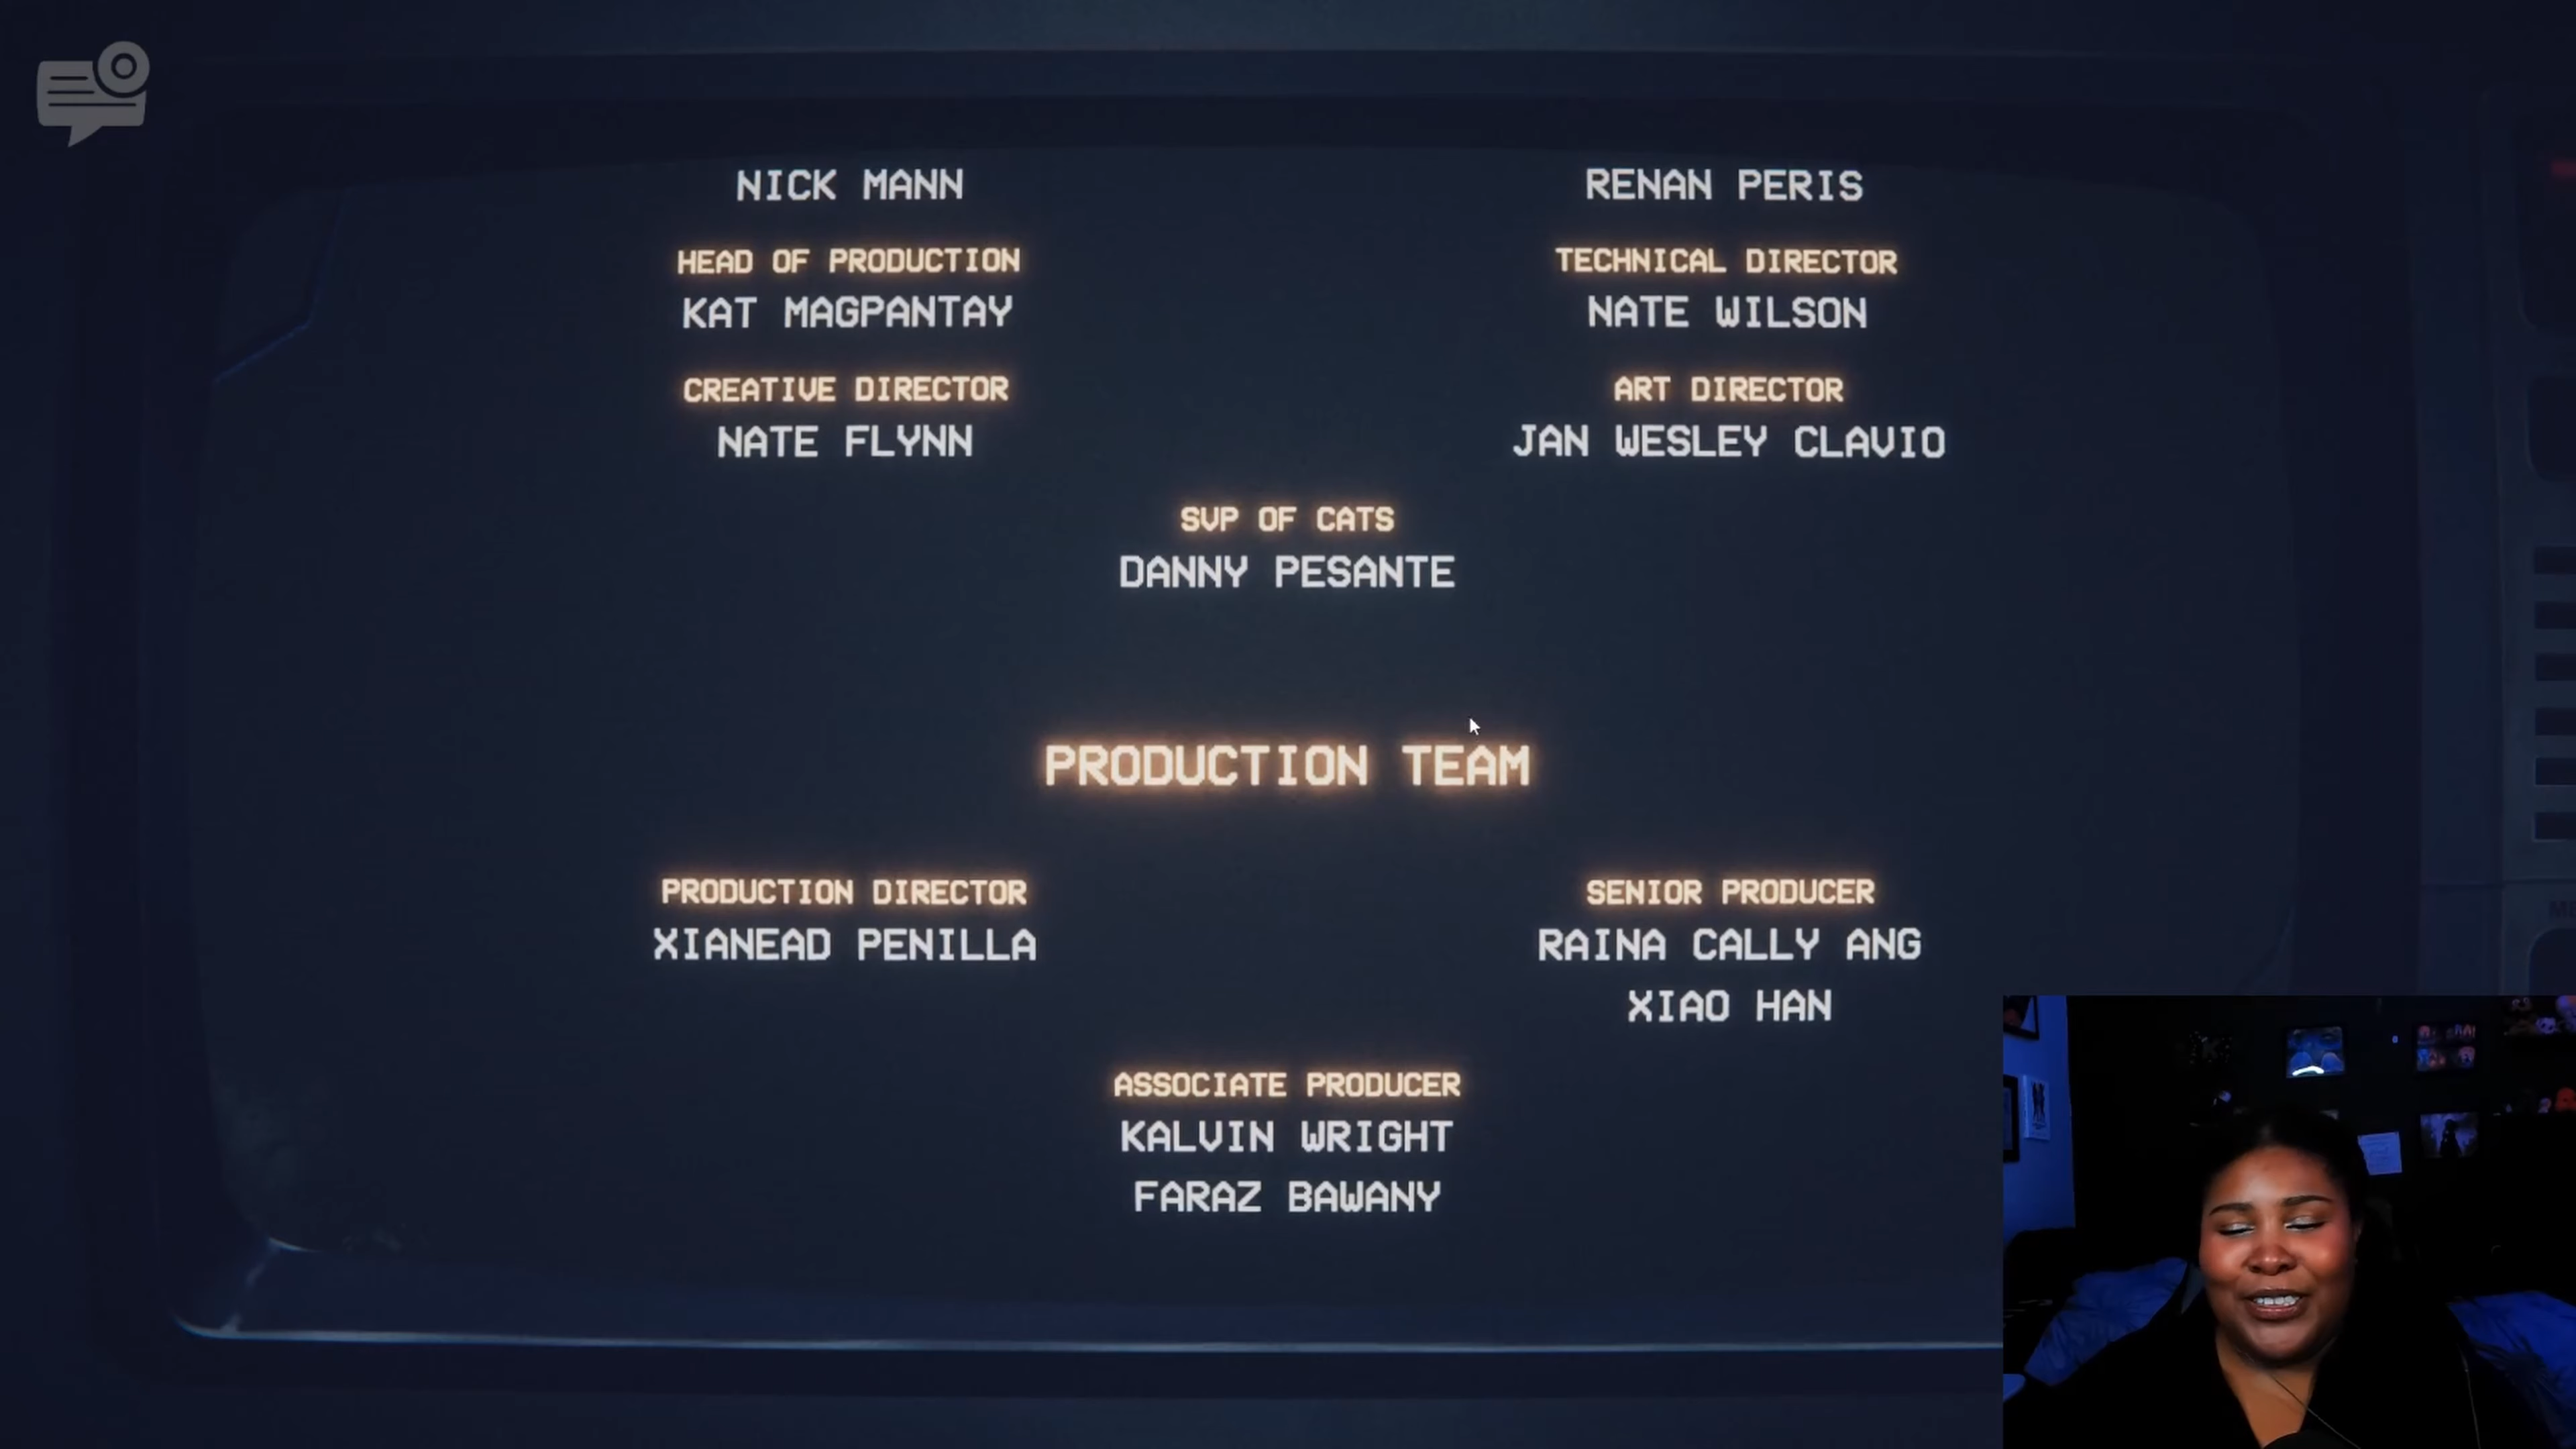 NICK MANN
RENAN PERIS
HEAD OF PRODUCTION
TECHNICAL DIRECTOR
KAT MAGPANTAY
NATE WILSON
CREATIVE DIRECTOR
ART DIRECTOR
NATE FLYNN
JAN WESLEY CLAVIO
SVP OF CATS
DANNY PESANTE
PRODUCTION TEAM
PRODUCTION DIRECTOR
SENIOR PRODUCER
XIANEAD PENILLA
RAINA CALLY ANG
XIAO HAN
ASSOCIATE PRODUCER
KALVIN WRIGHT
FARAZ BAWANY